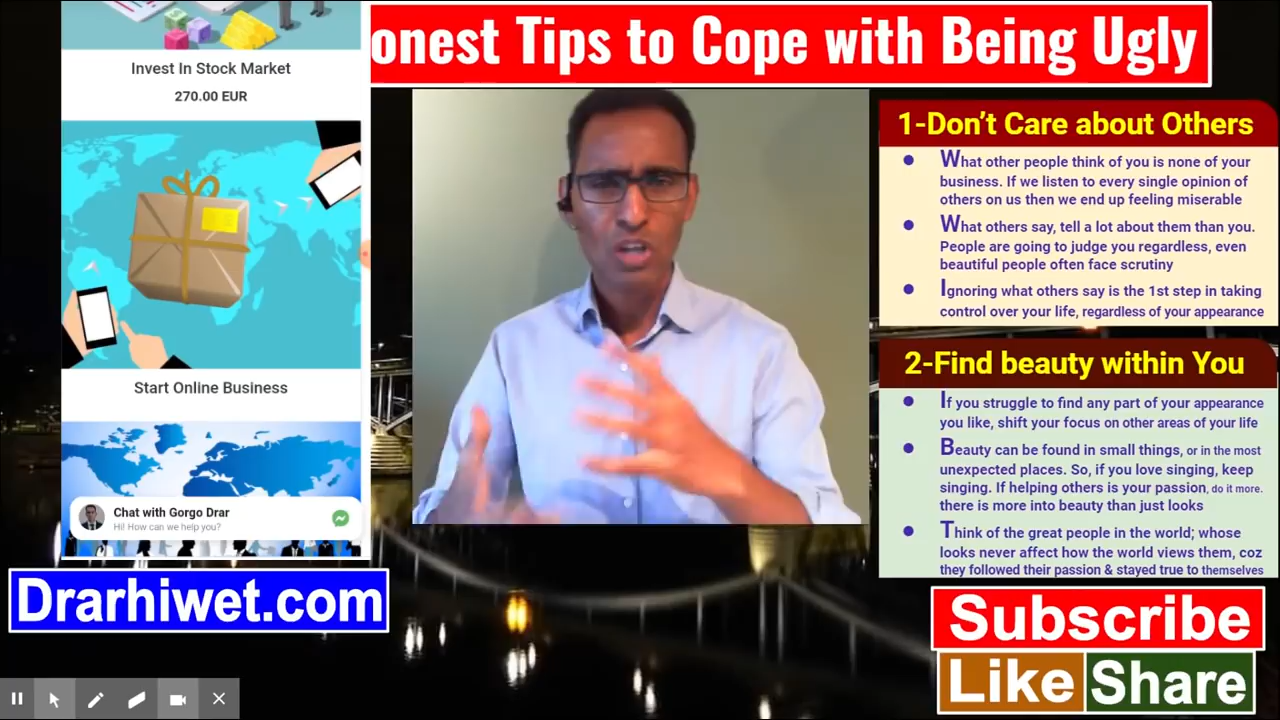 onest Tips to Cope with Being Ugly
Invest In Stock Market
270.00 EUR
Start Online Business
Chat with Gorgo Drar
Hi! How can we help you?
Drarhiwet.com
1-Don’t Care about Others
● What other people think of you is none of your
business. If we listen to every single opinion of
others on us then we end up feeling miserable
● What others say, tell a lot about them than you.
People are going to judge you regardless, even
beautiful people often face scrutiny
● Ignoring what others say is the 1st step in taking
control over your life, regardless of your appearance
2-Find beauty within You
● If you struggle to find any part of your appearance
you like, shift your focus on other areas of your life
● Beauty can be found in small things, or in the most
unexpected places. So, if you love singing, keep
singing. If helping others is your passion, do it more.
there is more into beauty than just looks
● Think of the great people in the world; whose
looks never affect how the world views them, coz
they followed their passion & stayed true to themselves
Subscribe
Like Share